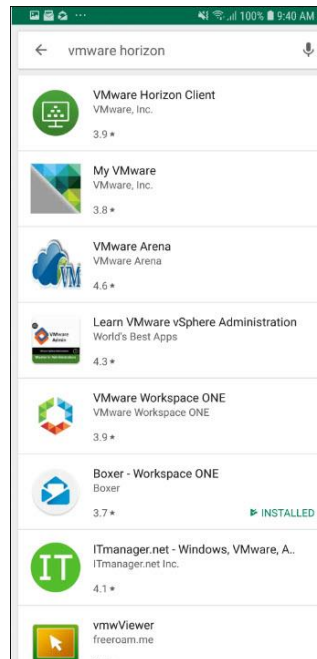 100% 9:40 AM
vmware horizon
VMware Horizon Client
VMware, Inc.
3.9 ★
My VMware
VMware, Inc.
3.8 ★
VMware Arena
VMware Arena
4.6 ★
VM
Learn VMware vSphere Administration
World's Best Apps
4.3 ★
VMware
Admin
VMware Workspace ONE
VMware Workspace ONE
3.9 ★
Boxer - Workspace ONE
Boxer
3.7 ★ INSTALLED
ITmanager.net - Windows, VMware, A..
ITmanager.net Inc.
4.1 ★
IT
vmwViewer
freeroam.me